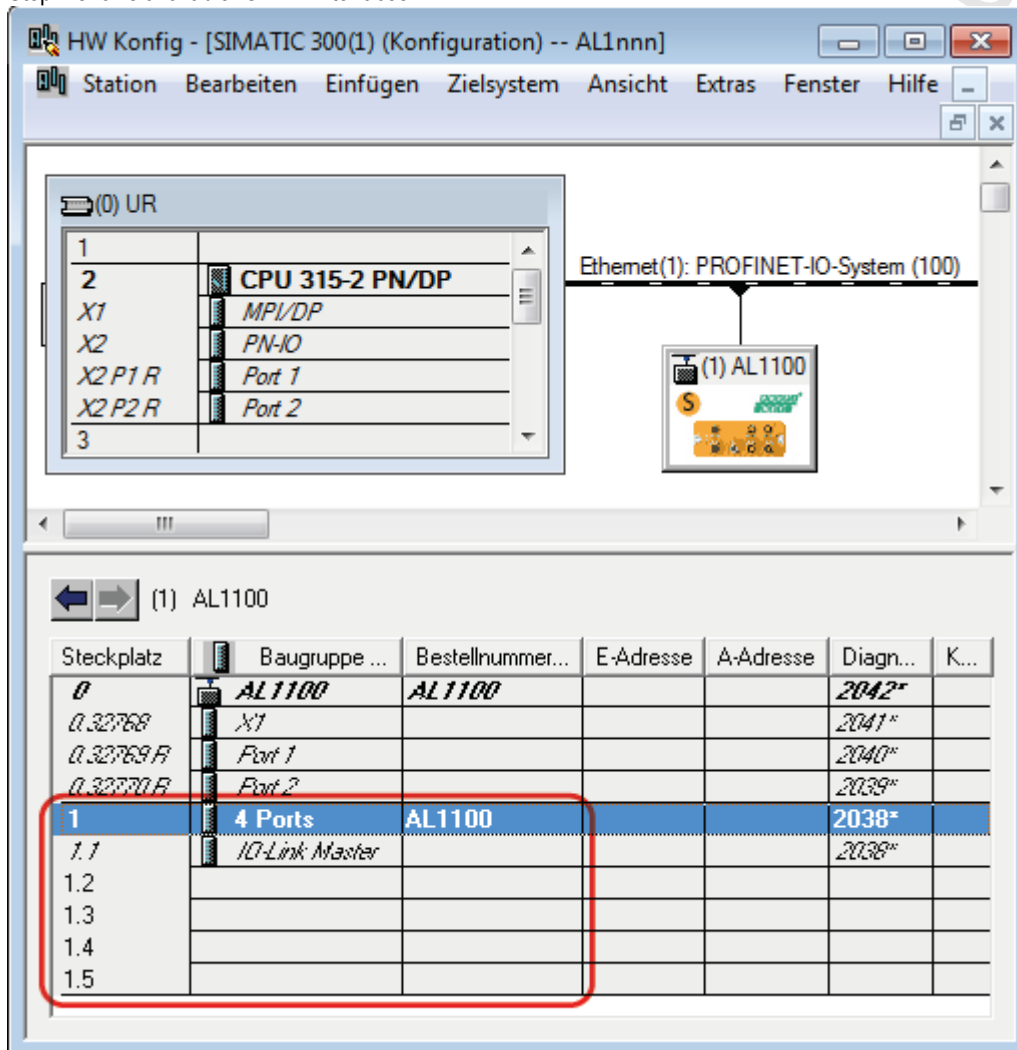 HW Konfig - [SIMATIC 300(1) (Konfiguration) -- AL1nnn]
Station Bearbeiten Einfügen Zielsystem Ansicht Extras Fenster Hilfe
(0) UR
1
2 CPU 315-2 PN/DP
X1 MPI/DP
X2 PN-IO
X2 P1 R Port 1
X2 P2 R Port 2
3
Ethernet(1): PROFINET-IO-System (100)
(1) AL1100
S
(1) AL1100
Steckplatz Baugruppe ... Bestellnummer... E-Adresse A-Adresse Diagn... K...
0 AL1100 AL1100 2042*
0.32768 X1 2041*
0.32769 R Port 1 2040*
0.32770 R Port 2 2039*
1 4 Ports AL1100 2038*
1.1 IO-Link Master 2038*
1.2
1.3
1.4
1.5